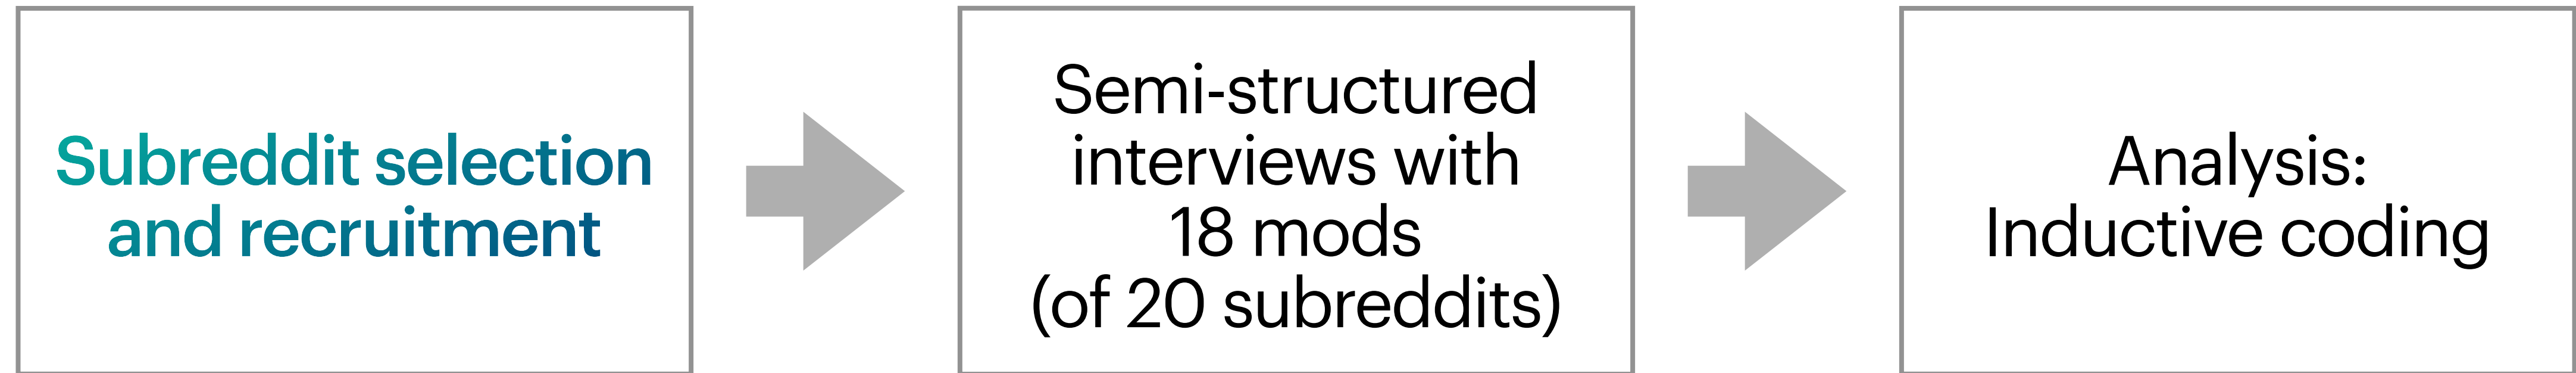 Subreddit selection
and recruitment
Semi-structured
interviews with
18 mods
(of 20 subreddits)
Analysis:
Inductive coding